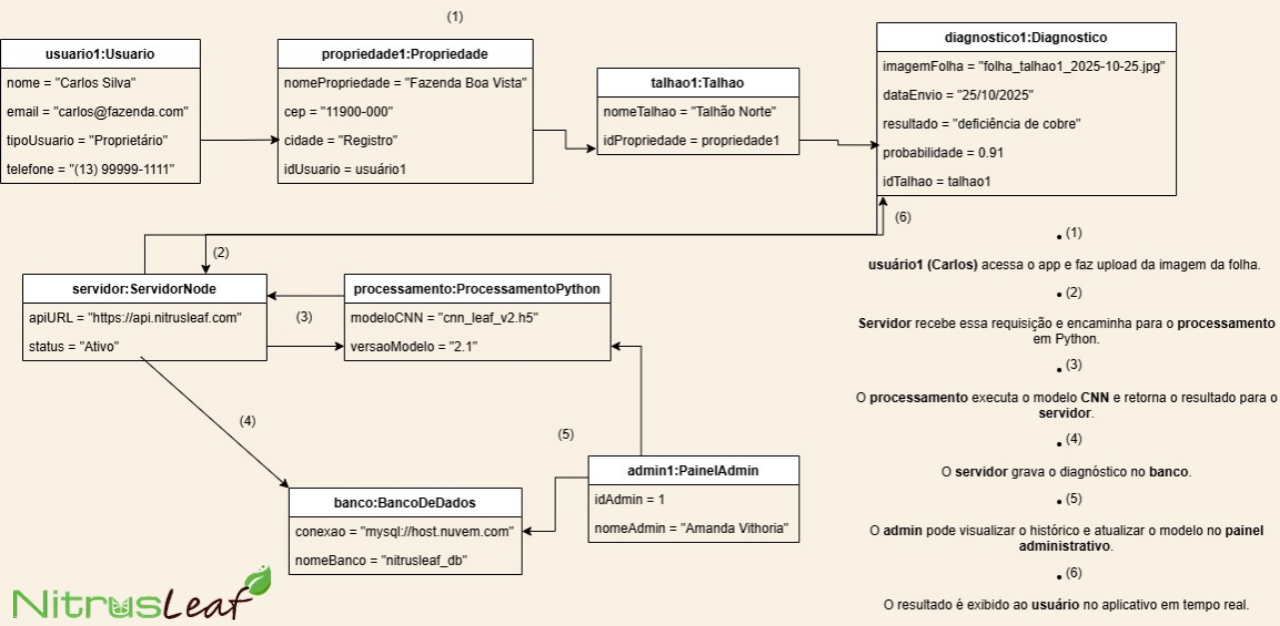 (1)
usuario1:Usuario
nome = "Carlos Silva"
email = "carlos@fazenda.com"
tipoUsuario = "Proprietário"
telefone = "(13) 99999-1111"
propriedade1:Propriedade
nomePropriedade = "Fazenda Boa Vista"
cep = "11900-000"
cidade = "Registro"
idUsuario = usuário1
talhao1:Talhao
nomeTalhao = "Talhão Norte"
idPropriedade = propriedade1
diagnostico1:Diagnostico
imagemFolha = "folha_talhao1_2025-10-25.jpg"
dataEnvio = "25/10/2025"
resultado = "deficiência de cobre"
probabilidade = 0.91
idTalhao = talhao1
(6)
(2)
servidor:ServidorNode
apiURL = "https://api.nitrusleaf.com"
status = "Ativo"
(3)
processamento:ProcessamentoPython
modeloCNN = "cnn_leaf_v2.h5"
versaoModelo = "2.1"
(4)
(5)
banco:BancoDeDados
conexao = "mysql://host.nuvem.com"
nomeBanco = "nitrusleaf_db"
admin1:PainelAdmin
idAdmin = 1
nomeAdmin = "Amanda Vithoria"
• (1)
usuário1 (Carlos) acessa o app e faz upload da imagem da folha.
• (2)
Servidor recebe essa requisição e encaminha para o processamento
em Python.
• (3)
O processamento executa o modelo CNN e retorna o resultado para o
servidor.
• (4)
O servidor grava o diagnóstico no banco.
• (5)
O admin pode visualizar o histórico e atualizar o modelo no painel
administrativo.
• (6)
O resultado é exibido ao usuário no aplicativo em tempo real.
NitrusLeaf